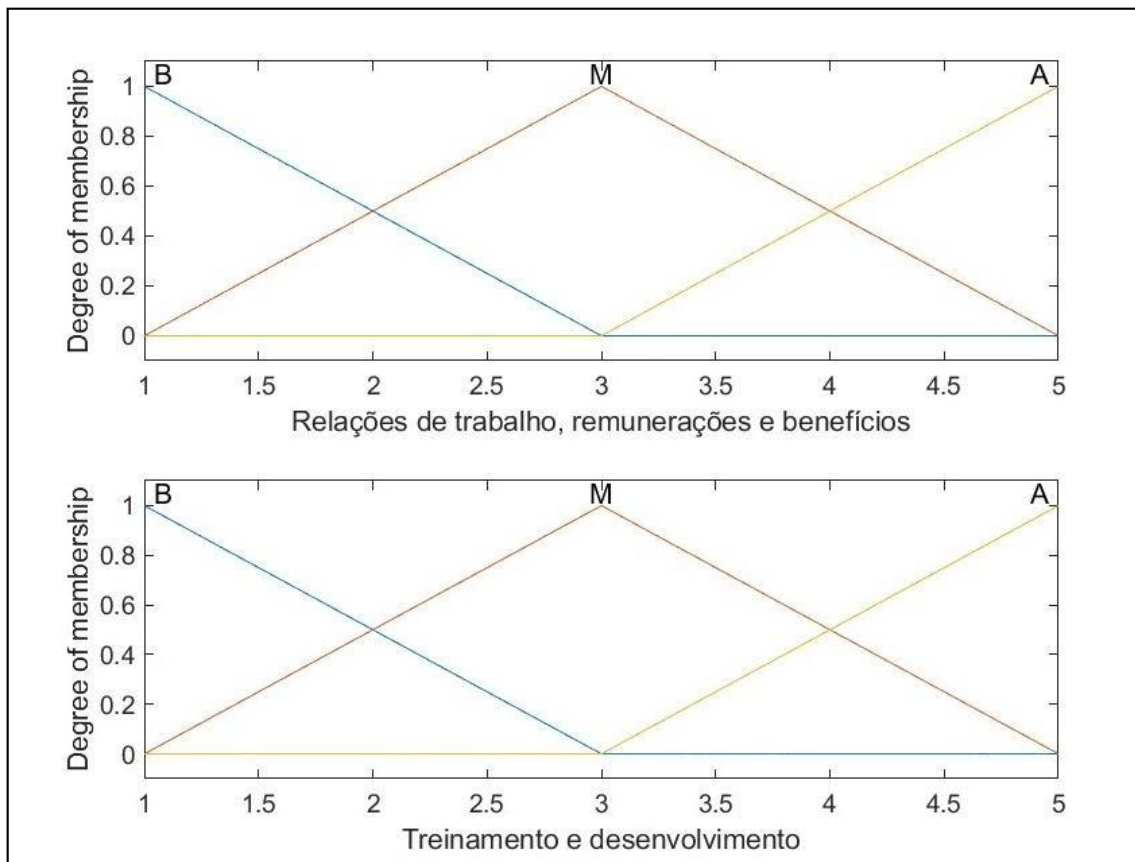 B M A
Degree of membership
1
0.8
0.6
0.4
0.2
0
1 1.5 2 2.5 3 3.5 4 4.5 5
Relações de trabalho, remunerações e benefícios
B M A
Degree of membership
1
0.8
0.6
0.4
0.2
0
1 1.5 2 2.5 3 3.5 4 4.5 5
Treinamento e desenvolvimento